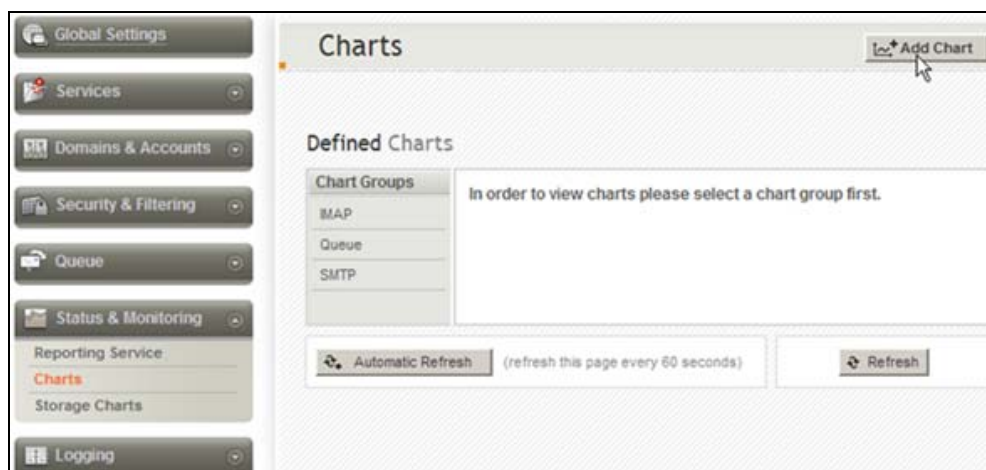 Global Settings
Services
Domains & Accounts
Security & Filtering
Queue
Status & Monitoring
Reporting Service
Charts
Storage Charts
Logging
Charts
Add Chart
Defined Charts
Chart Groups
IMAP
Queue
SMTP
In order to view charts please select a chart group first.
Automatic Refresh (refresh this page every 60 seconds) Refresh